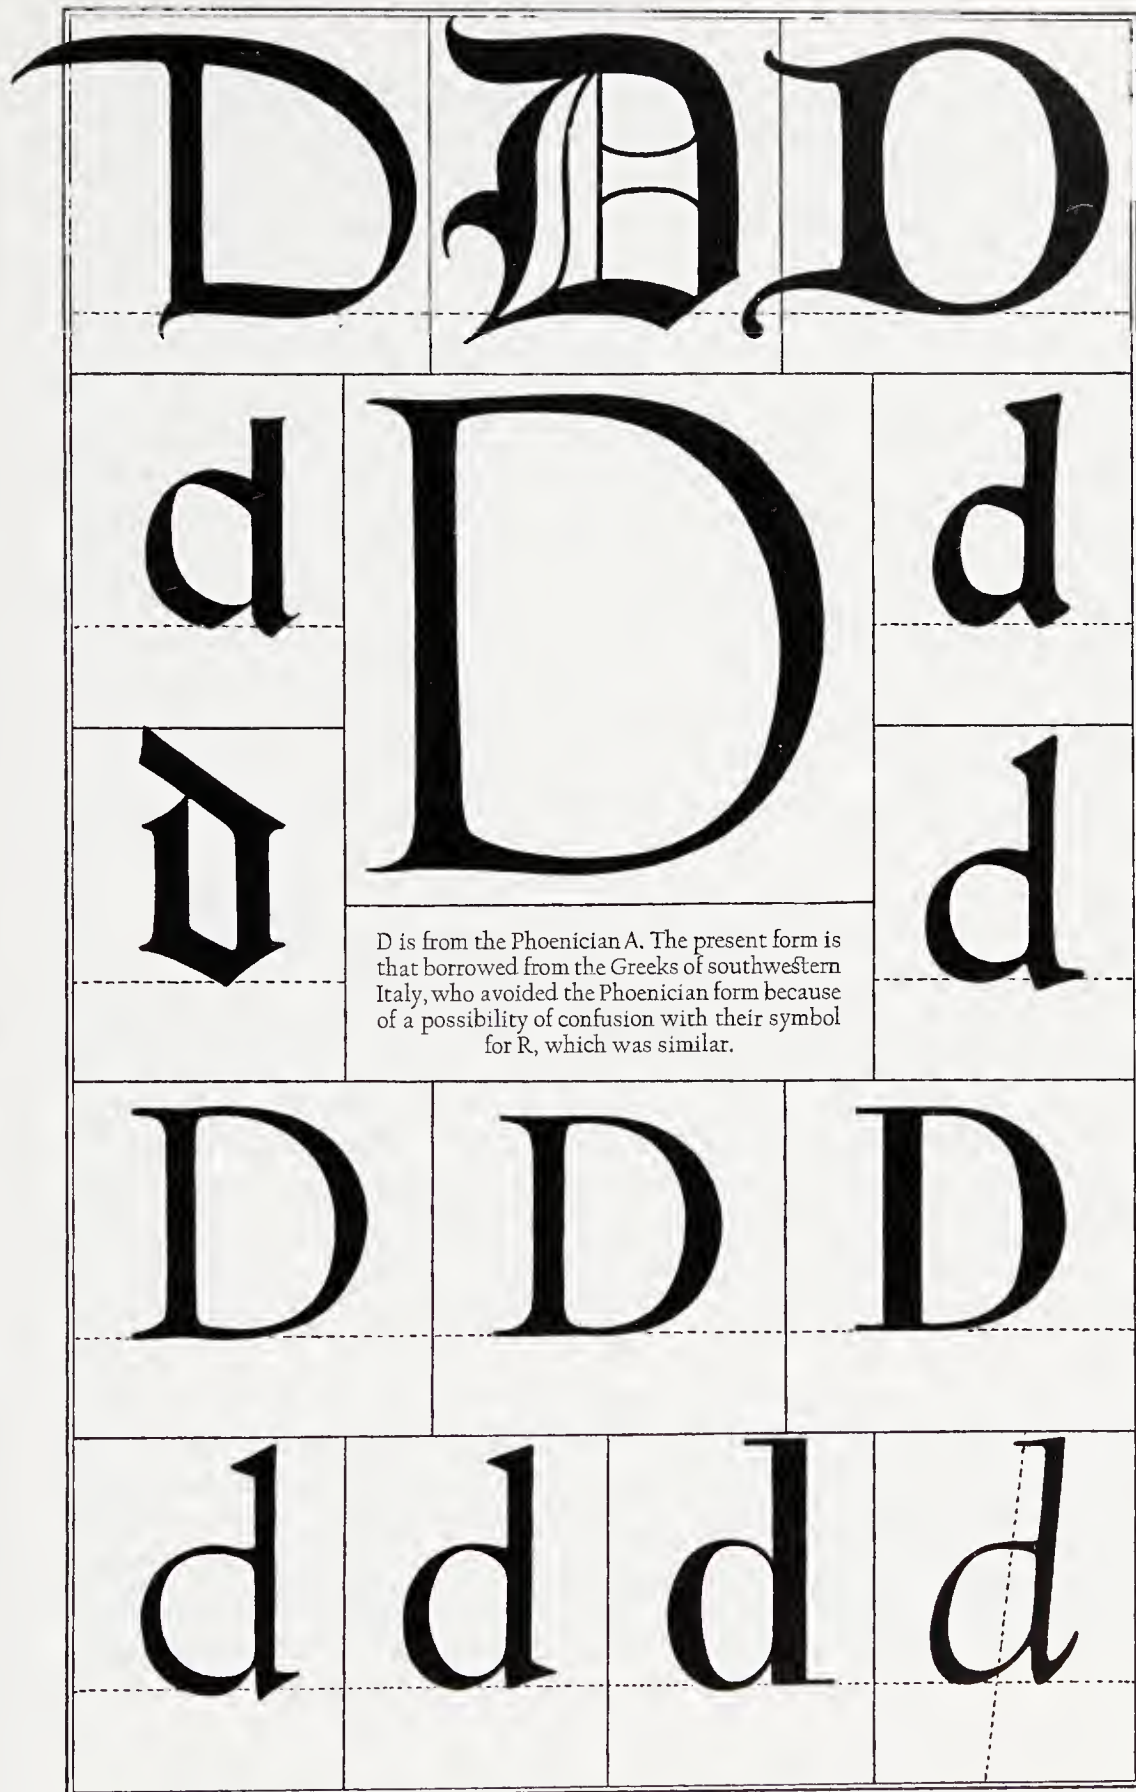 D D D
d D d
d d
D is from the Phoenician A. The present form is
that borrowed from the Greeks of southwestern
Italy, who avoided the Phoenician form because
of a possibility of confusion with their symbol
for R, which was similar.
D D D
d d d d